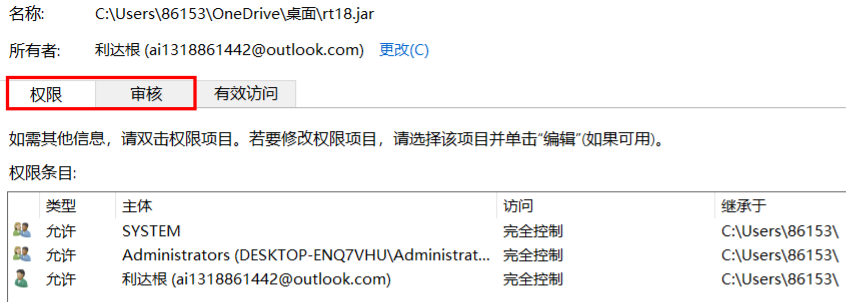 名称: C:\Users\86153\OneDrive\桌面\rt18.jar
所有者: 利达根 (ai1318861442@outlook.com) 更改(C)
权限 审核 有效访问
如需其他信息，请双击权限项目。若要修改权限项目，请选择该项目并单击“编辑”(如果可用)。
权限条目:
类型 主体 访问 继承于
允许 SYSTEM 完全控制 C:\Users\86153\
允许 Administrators (DESKTOP-ENQ7VHU\Administrat... 完全控制 C:\Users\86153\
允许 利达根 (ai1318861442@outlook.com) 完全控制 C:\Users\86153\